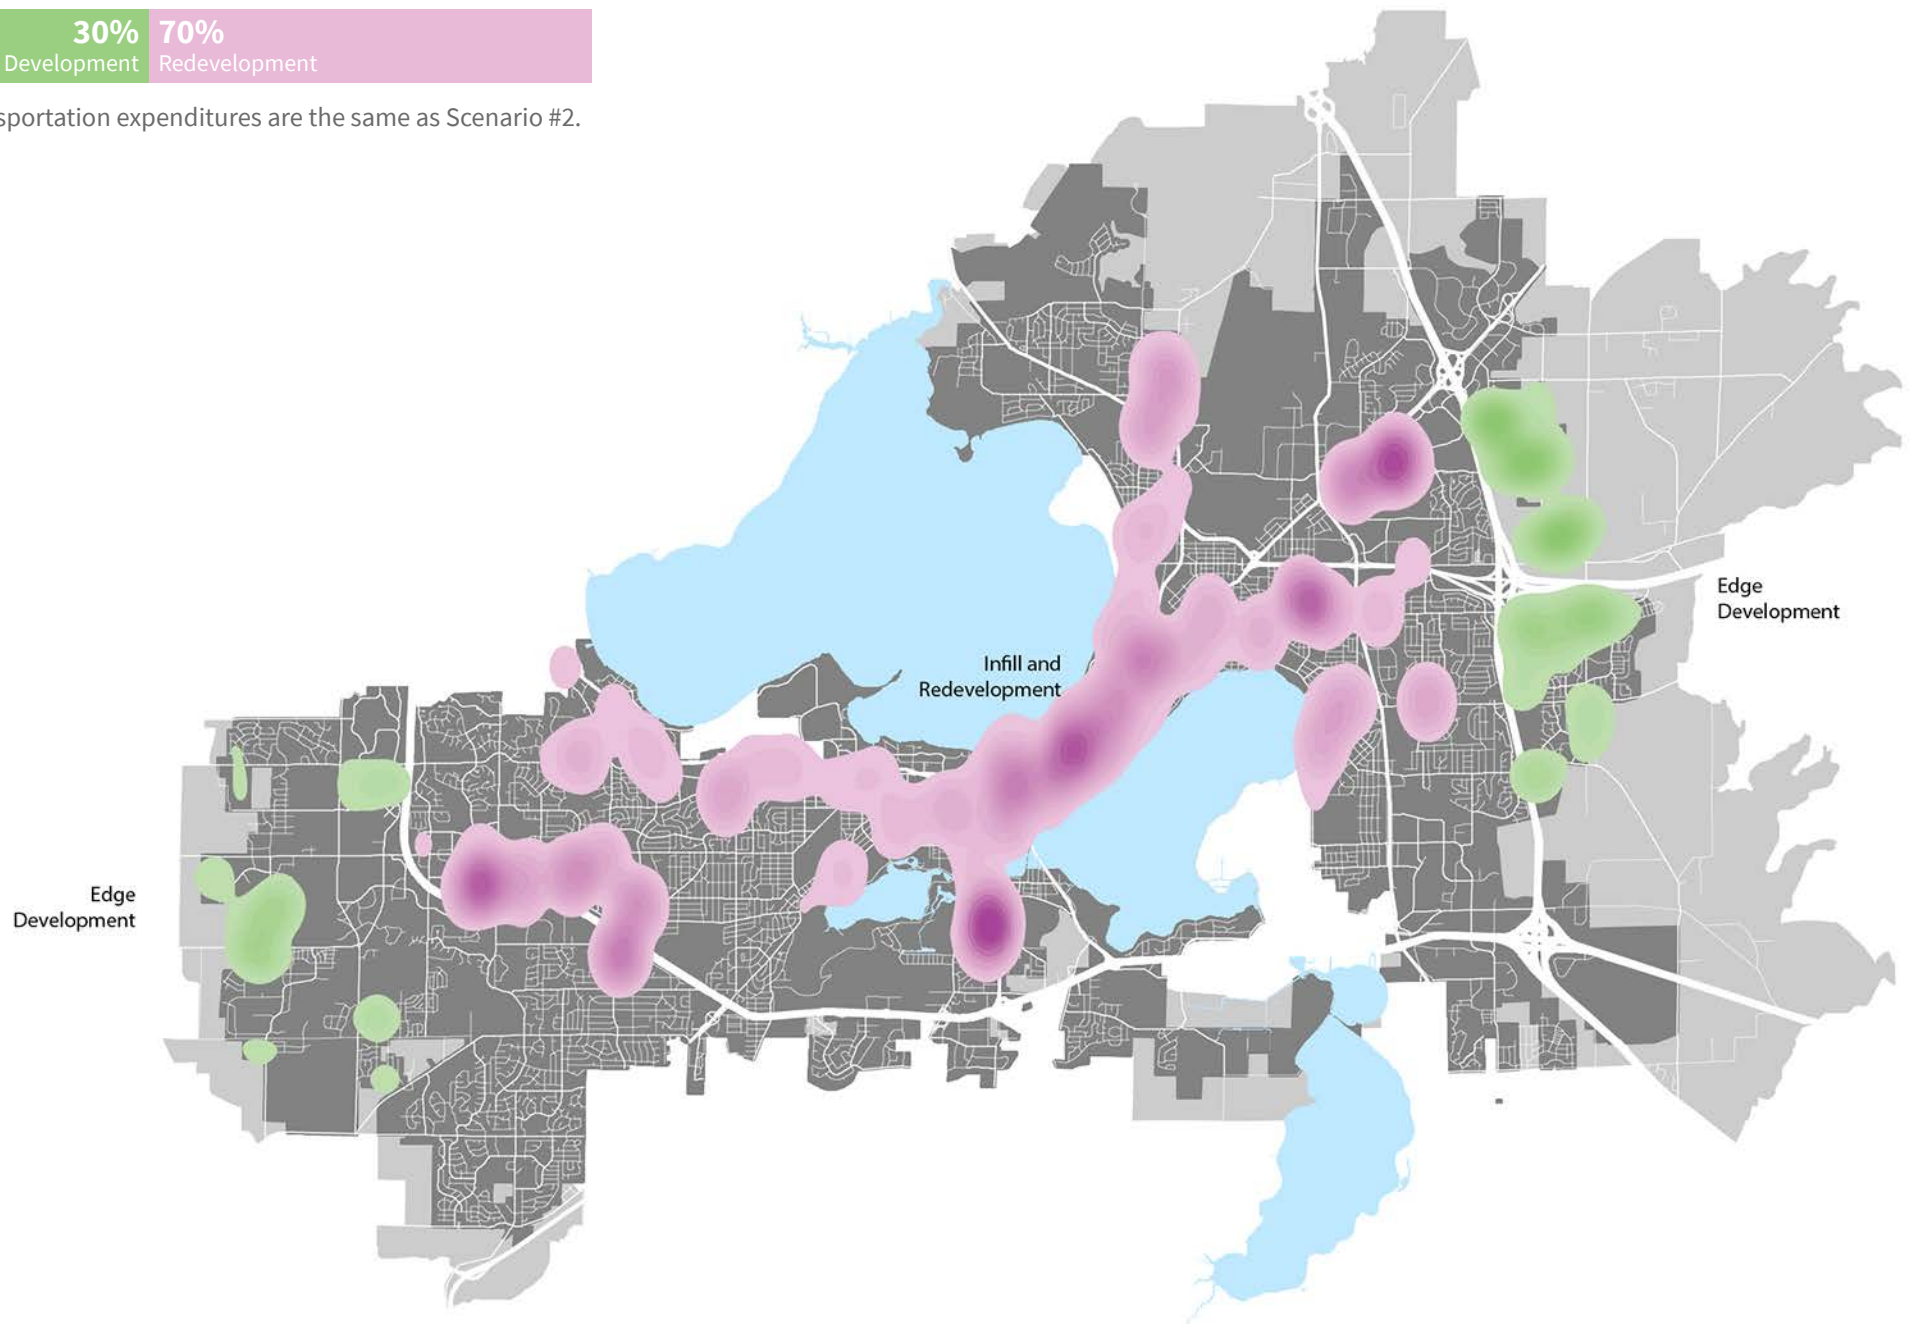 30% 70%
Development Redevelopment
sportation expenditures are the same as Scenario #2.
Edge
Development
Infill and
Redevelopment
Edge
Development